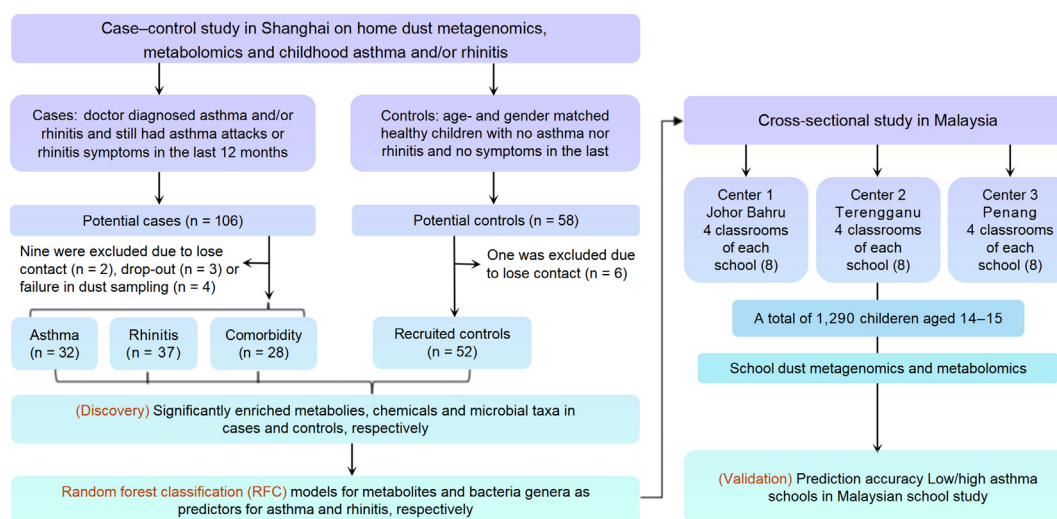 Case–control study in Shanghai on home dust metagenomics,
metabolomics and childhood asthma and/or rhinitis
Cases: doctor diagnosed asthma and/or
rhinitis and still had asthma attacks or
rhinitis symptoms in the last 12 months
Controls: age- and gender matched
healthy children with no asthma nor
rhinitis and no symptoms in the last
Potential cases (n = 106)
Potential controls (n = 58)
Nine were excluded due to lose
contact (n = 2), drop-out (n = 3) or
failure in dust sampling (n = 4)
One was excluded due
to lose contact (n = 6)
Asthma
(n = 32)
Rhinitis
(n = 37)
Comorbidity
(n = 28)
Recruited controls
(n = 52)
(Discovery) Significantly enriched metabolies, chemicals and microbial taxa in
cases and controls, respectively
Random forest classification (RFC) models for metabolites and bacteria genera as
predictors for asthma and rhinitis, respectively
Cross-sectional study in Malaysia
Center 1
Johor Bahru
4 classrooms
of each
school (8)
Center 2
Terengganu
4 classrooms
of each
school (8)
Center 3
Penang
4 classrooms
of each
school (8)
A total of 1,290 childeren aged 14–15
School dust metagenomics and metabolomics
(Validation) Prediction accuracy Low/high asthma
schools in Malaysian school study